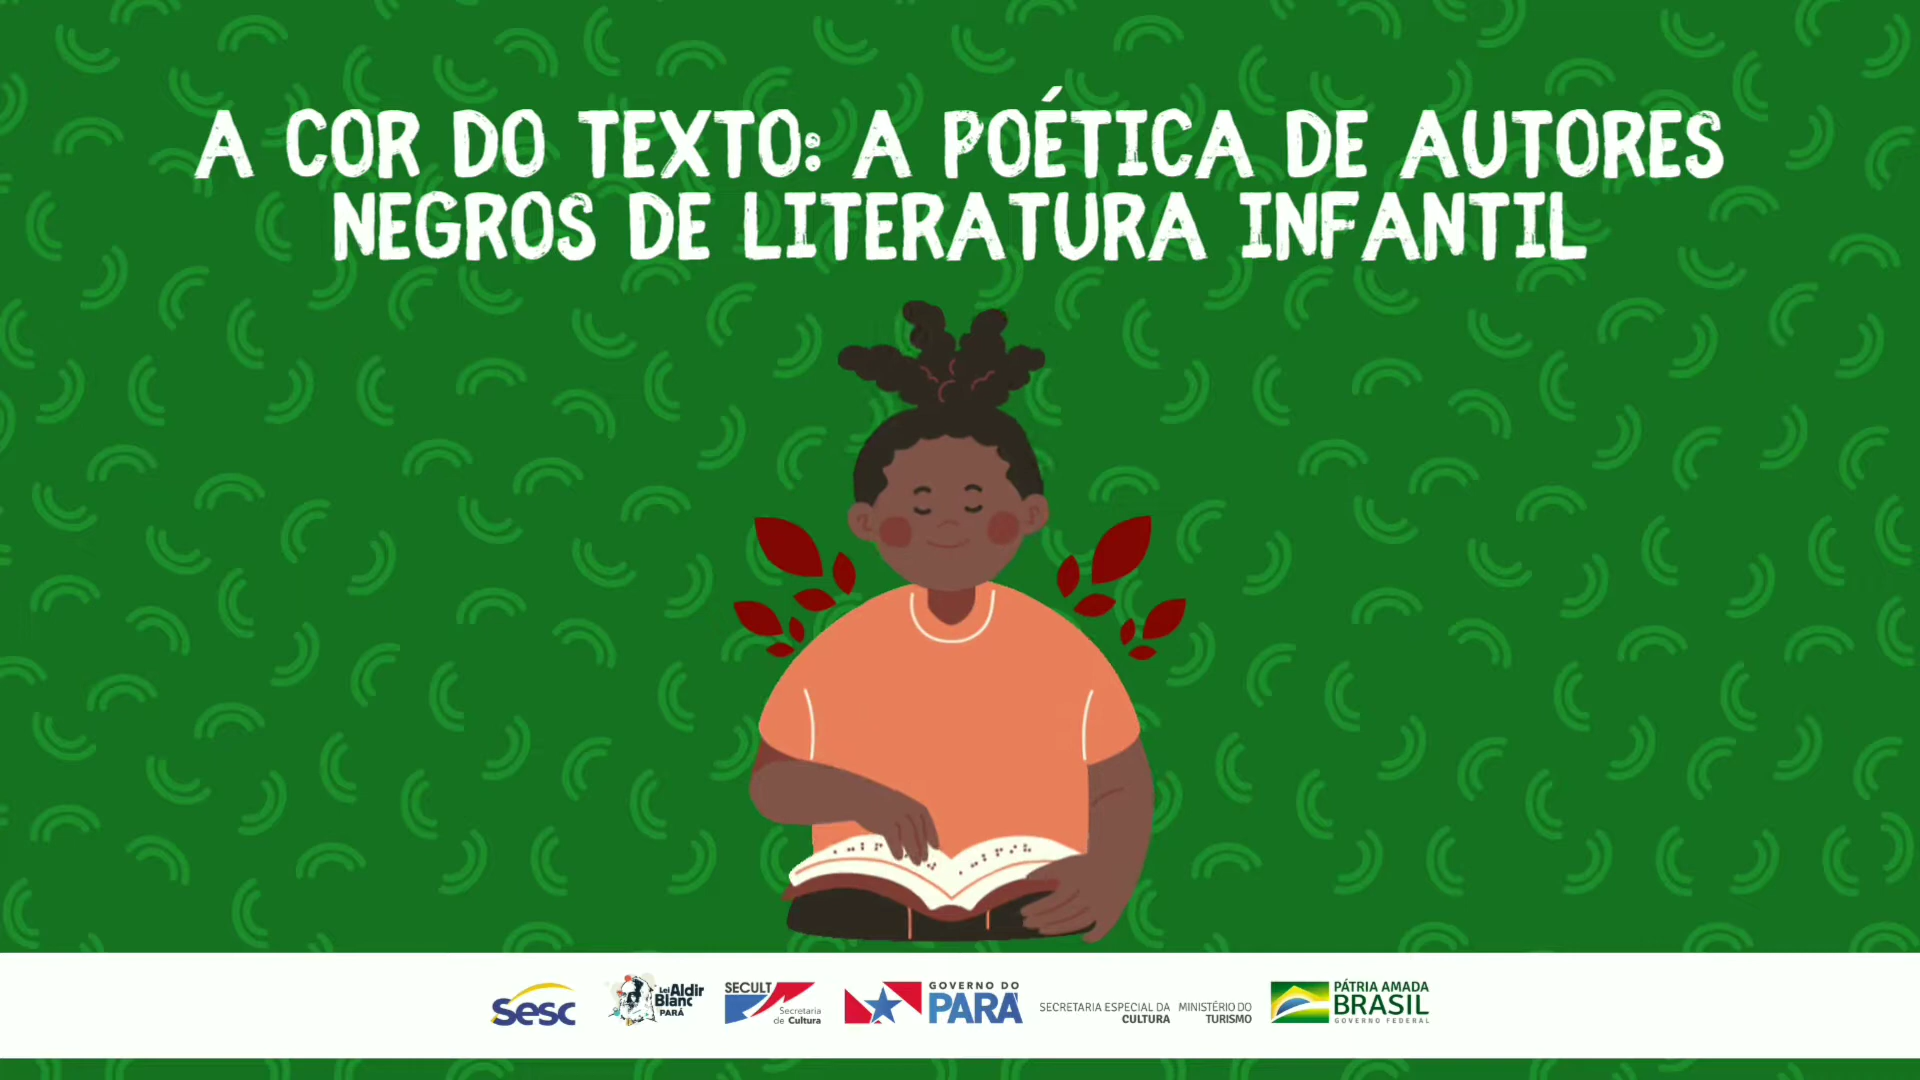 A COR DO TEXTO: A POÉTICA DE AUTORES
NEGROS DE LITERATURA INFANTIL
Sesc
Lei Aldir
Blanc
PARÁ
SECULT
Secretaria
de Cultura
GOVERNO DO
PARÁ
SECRETARIA ESPECIAL DA
CULTURA
MINISTÉRIO DO
TURISMO
PÁTRIA AMADA
BRASIL
GOVERNO FEDERAL